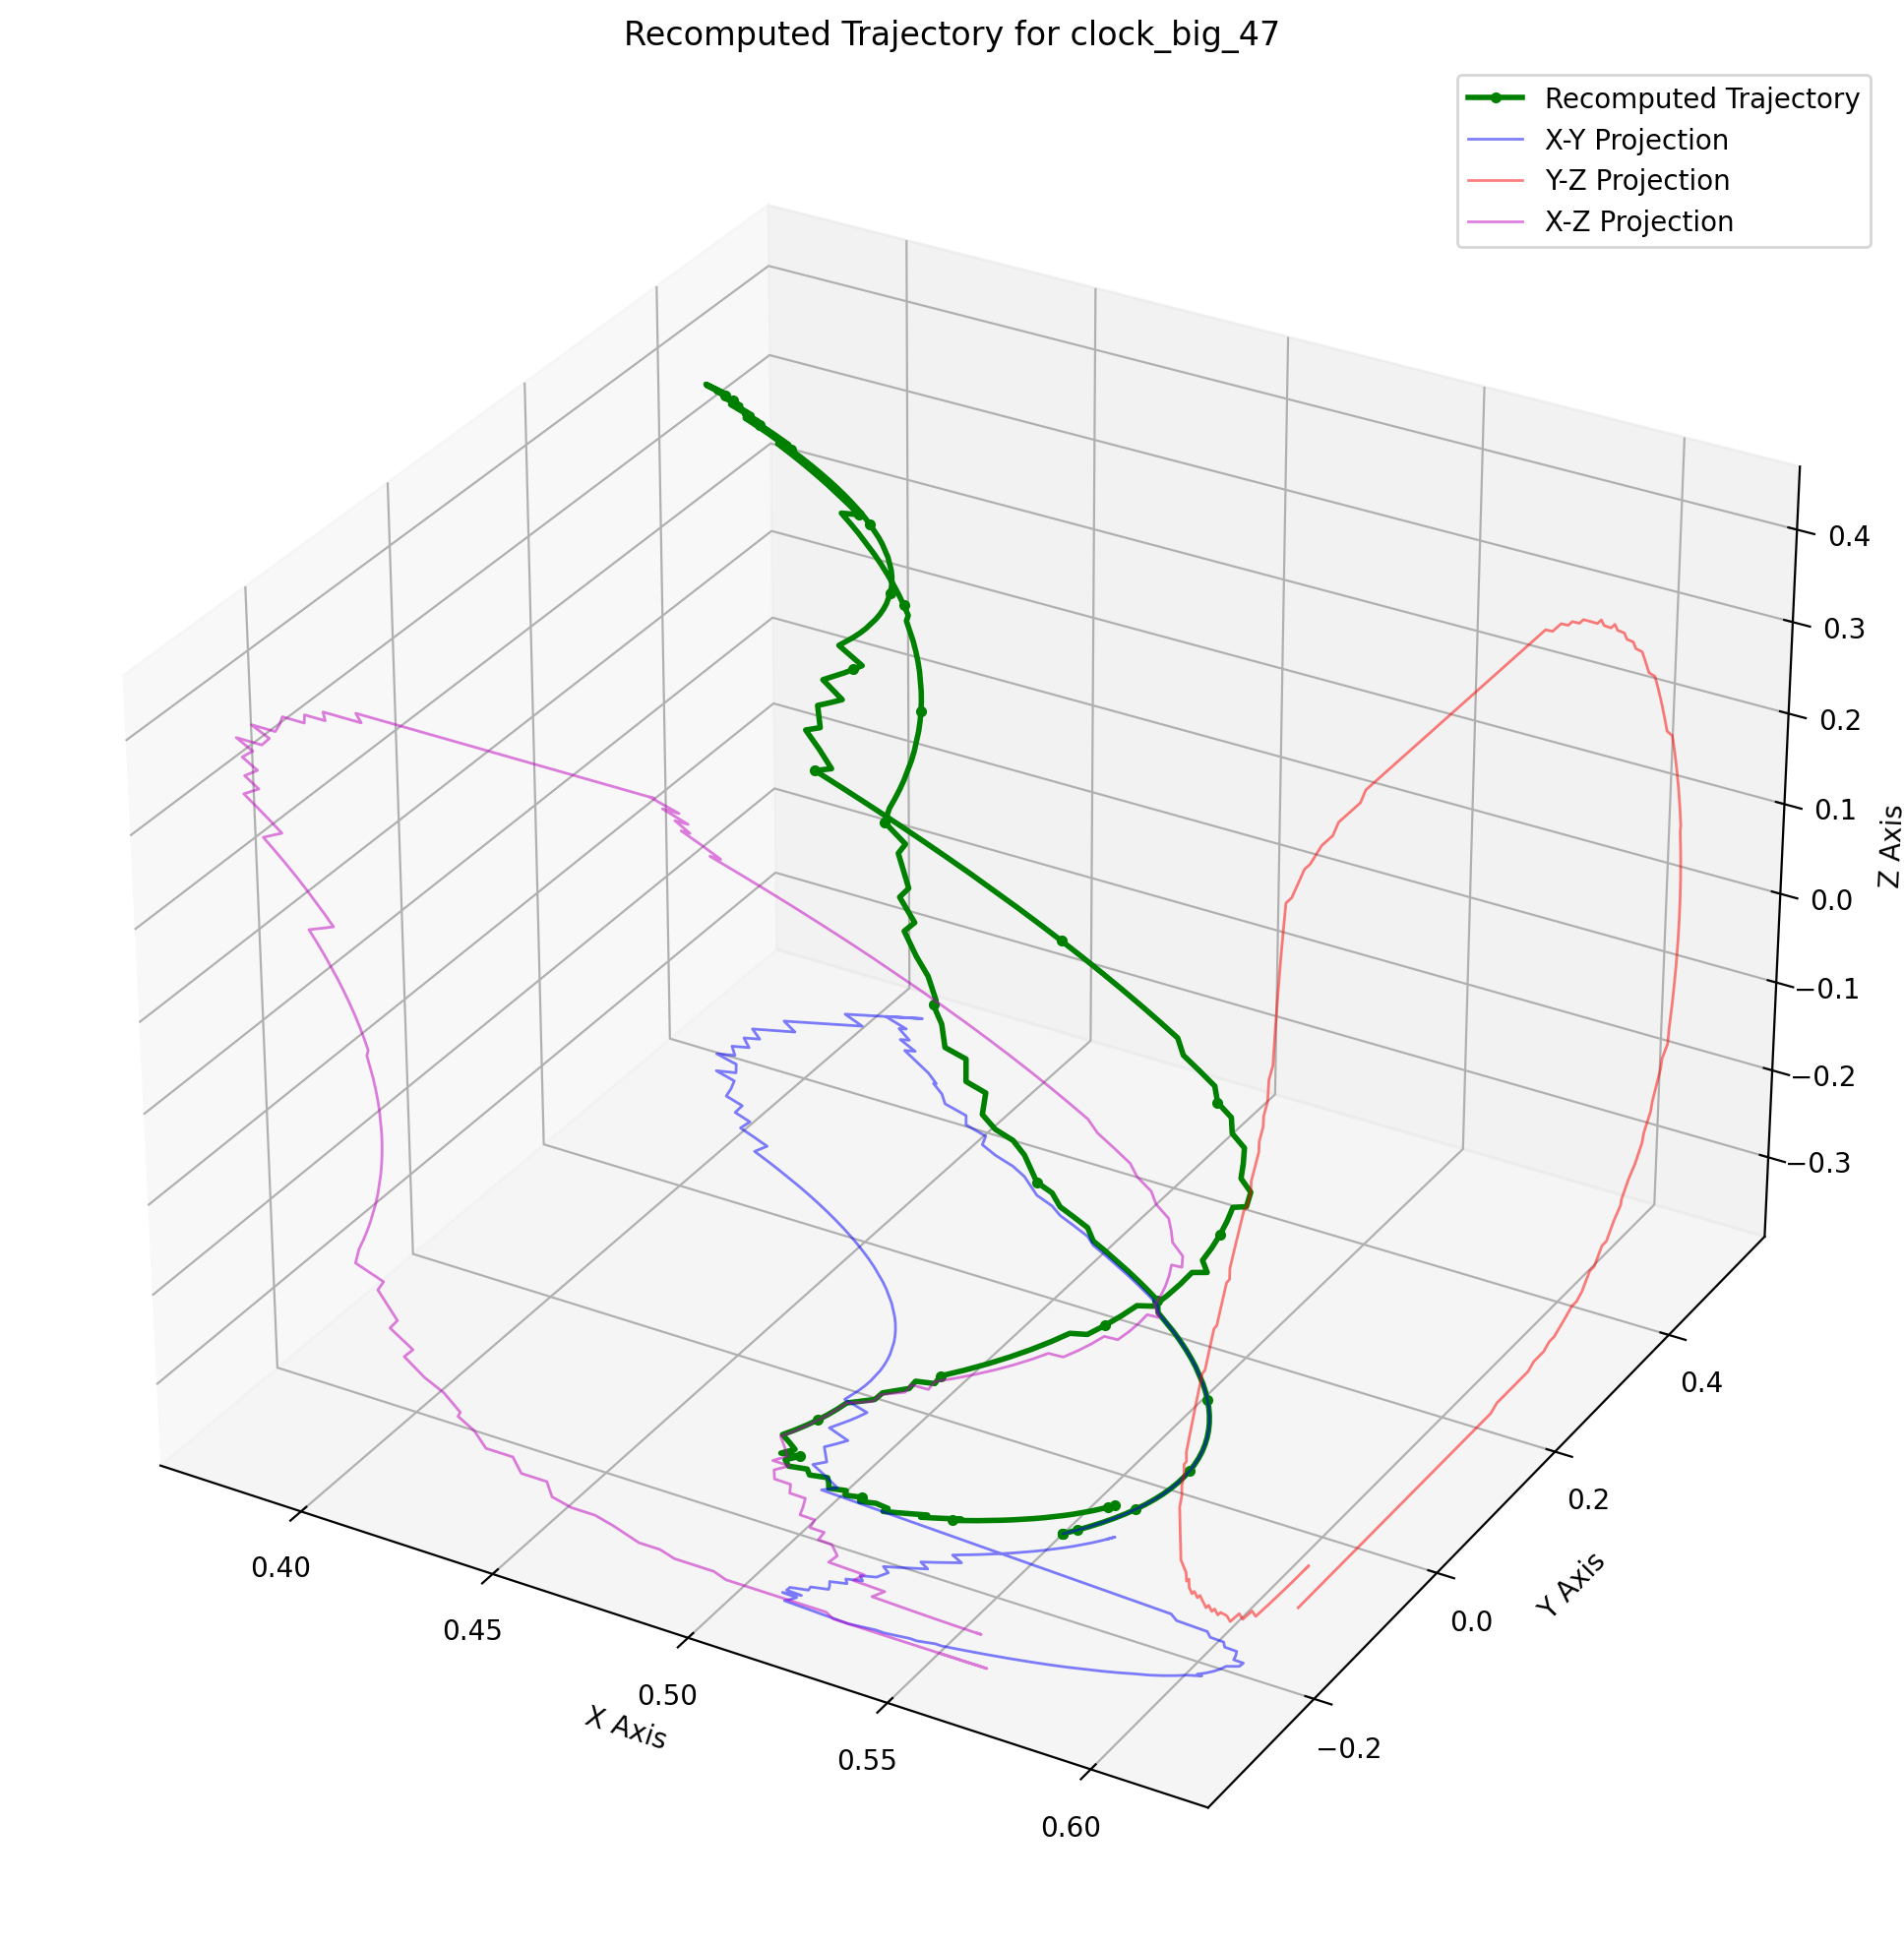 Recomputed Trajectory for clock_big_47
Recomputed Trajectory
X-Y Projection
Y-Z Projection
X-Z Projection
0.4
0.3
0.2
0.1
0.0
−0.1
−0.2
−0.3
Z Axis
0.4
0.2
0.0
−0.2
Y Axis
0.40
0.45
0.50
0.55
0.60
X Axis